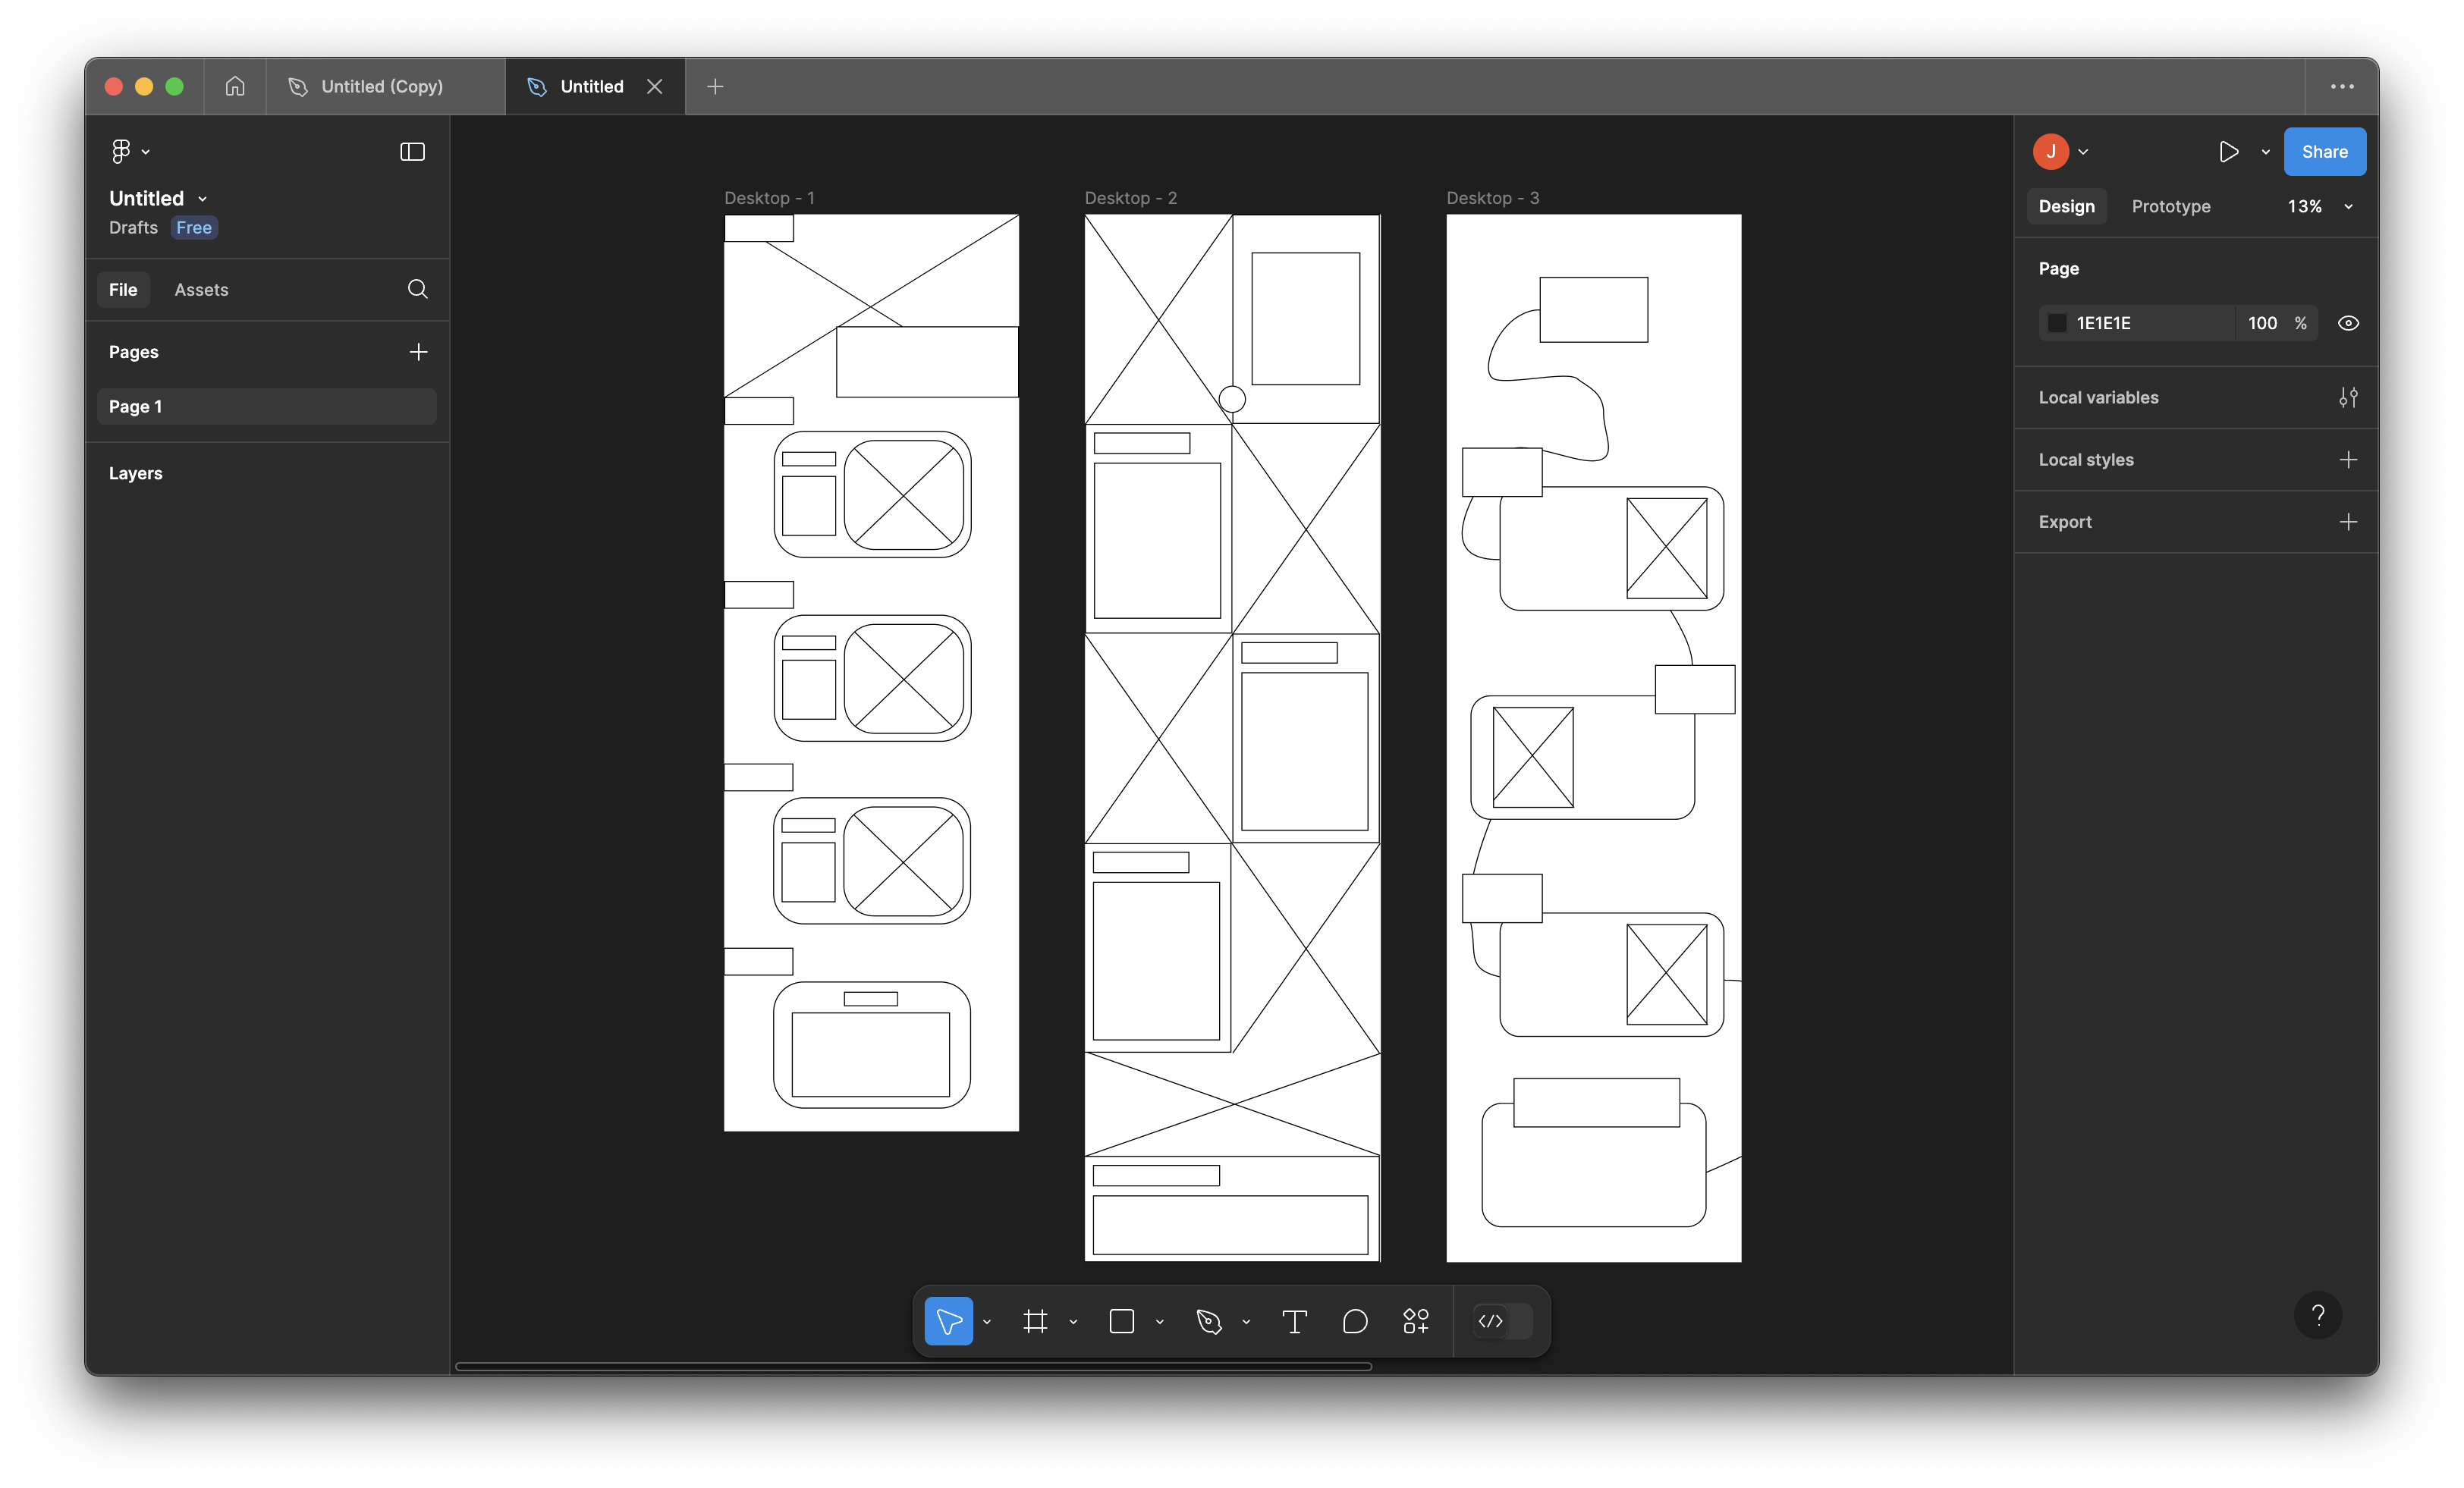 Untitled (Copy)
Untitled
Untitled
Drafts Free
File Assets
Pages
Page 1
Layers
Desktop - 1
Desktop - 2
Desktop - 3
J
Share
Design Prototype 13%
Page
1E1E1E 100 %
Local variables
Local styles
Export
T
</>
?